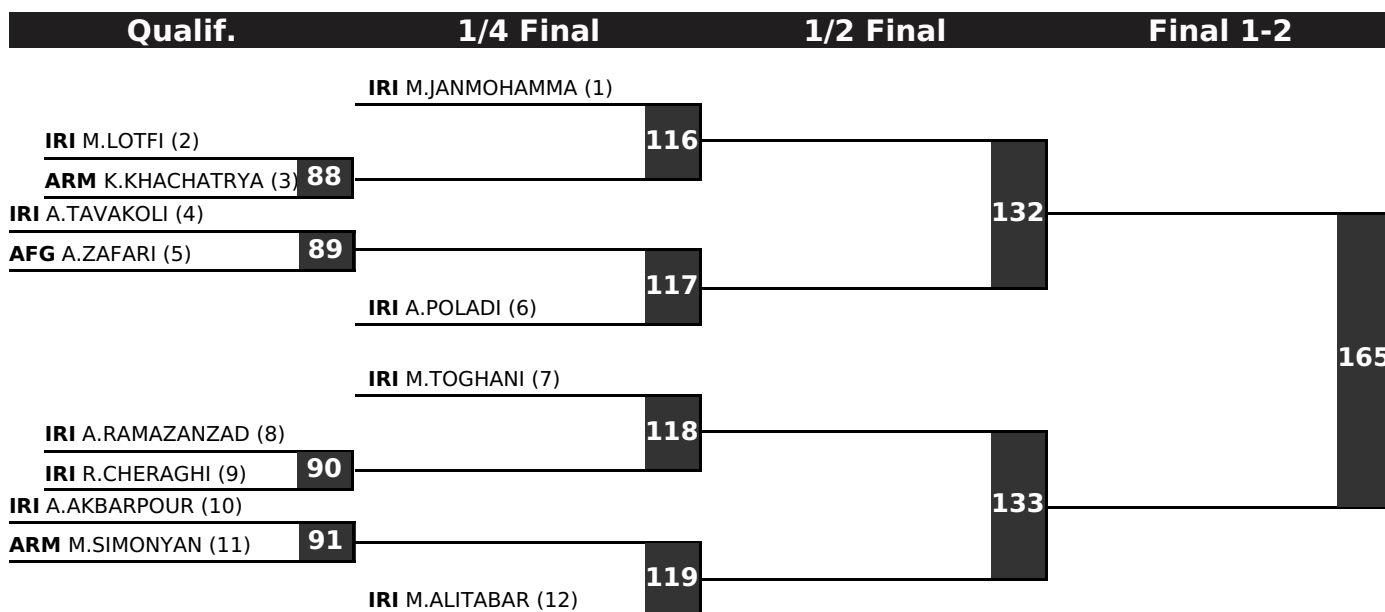 Qualif. 1/4 Final 1/2 Final Final 1-2
IRI M.JANMOHAMMA (1)
116
IRI M.LOTFI (2)
ARM K.KHACHATRYA (3) 88
IRI A.TAVAKOLI (4)
132
AFG A.ZAFARI (5) 89
117
IRI A.POLADI (6)
165
IRI M.TOGHANI (7)
118
IRI A.RAMAZANZAD (8)
IRI R.CHERAGHI (9) 90
IRI A.AKBARPOUR (10)
133
ARM M.SIMONYAN (11) 91
119
IRI M.ALITABAR (12)